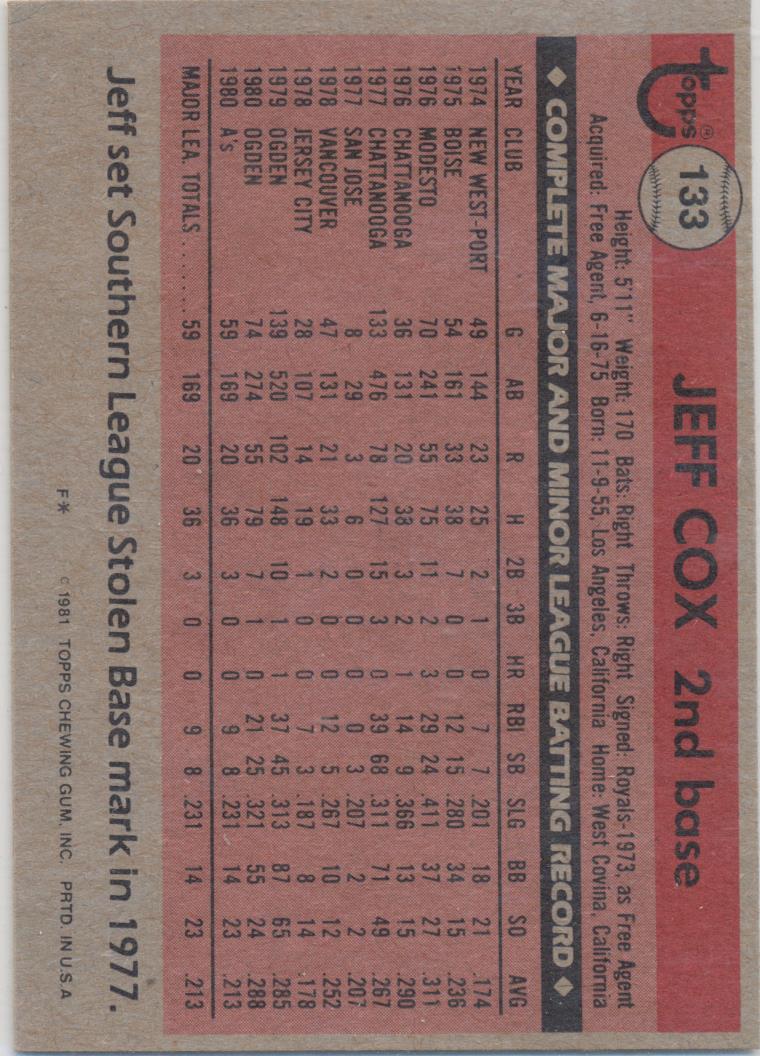 topps®
133
JEFF COX 2nd base
Height: 5'11" Weight: 170 Bats: Right Throws: Right Signed: Royals-1973, as Free Agent
Acquired: Free Agent, 6-16-75 Born: 11-9-55, Los Angeles, California Home: West Covina, California
◆ COMPLETE MAJOR AND MINOR LEAGUE BATTING RECORD ◆
YEAR CLUB G AB R H 2B 3B HR RBI SB SLG BB SO AVG
1974 NEW WEST-PORT 49 144 23 25 2 1 0 7 7 .201 18 21 .174
1975 BOISE 54 161 33 38 7 0 0 12 15 .280 34 15 .236
1976 MODESTO 70 241 55 75 11 2 3 29 24 .411 37 27 .311
1976 CHATTANOOGA 36 131 20 38 3 2 1 14 9 .366 13 15 .290
1977 CHATTANOOGA 133 476 78 127 15 3 0 39 68 .311 71 49 .267
1977 SAN JOSE 8 29 3 6 0 0 0 0 3 .207 2 2 .207
1978 VANCOUVER 47 131 21 33 2 0 0 12 5 .267 10 12 .252
1978 JERSEY CITY 28 107 14 19 1 0 0 7 3 .187 8 14 .178
1979 OGDEN 139 520 102 148 10 1 1 37 45 .313 87 65 .285
1980 OGDEN 74 274 55 79 7 1 0 21 25 .321 55 24 .288
1980 A's 59 169 20 36 3 0 0 9 8 .231 14 23 .213
MAJOR LEA. TOTALS ....... 59 169 20 36 3 0 0 9 8 .231 14 23 .213
Jeff set Southern League Stolen Base mark in 1977.
F* © 1981 TOPPS CHEWING GUM, INC. PRTD. IN U.S.A